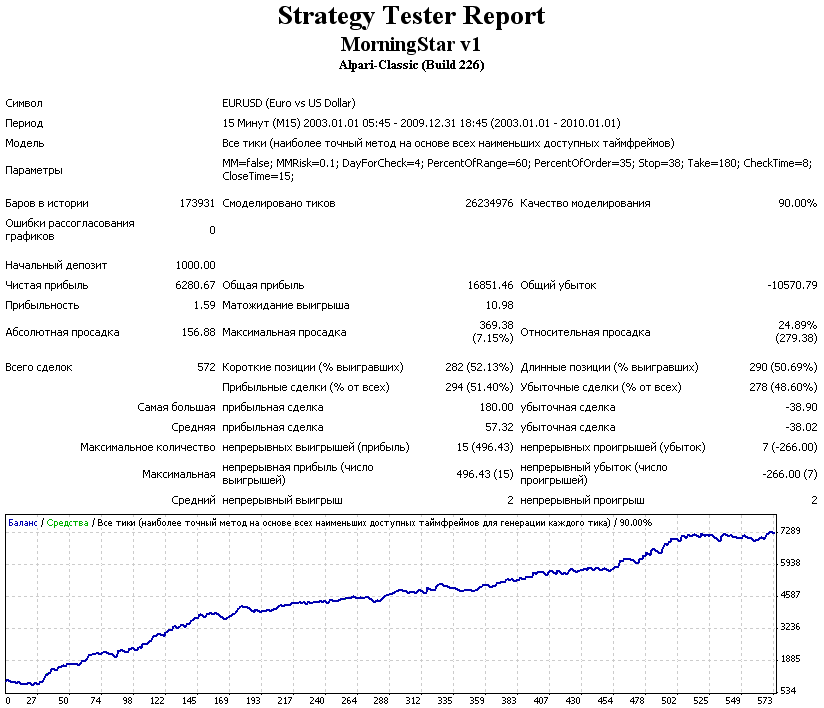 Strategy Tester Report
MorningStar v1
Alpari-Classic (Build 226)
Символ EURUSD (Euro vs US Dollar)
Период 15 Минут (M15) 2003.01.01 05:45 - 2009.12.31 18:45 (2003.01.01 - 2010.01.01)
Модель Все тики (наиболее точный метод на основе всех наименьших доступных таймфреймов)
Параметры MM=false; MMRisk=0.1; DayForCheck=4; PercentOfRange=60; PercentOfOrder=35; Stop=38; Take=180; CheckTime=8;
CloseTime=15;
Баров в истории 173931 Смоделировано тиков 26234976 Качество моделирования 90.00%
Ошибки рассогласования
графиков 0
Начальный депозит 1000.00
Чистая прибыль 6280.67 Общая прибыль 16851.46 Общий убыток -10570.79
Прибыльность 1.59 Матожидание выигрыша 10.98
Абсолютная просадка 156.88 Максимальная просадка 369.38
(7.15%) Относительная просадка 24.89%
(279.38)
Всего сделок 572 Короткие позиции (% выигравших) 282 (52.13%) Длинные позиции (% выигравших) 290 (50.69%)
Прибыльные сделки (% от всех) 294 (51.40%) Убыточные сделки (% от всех) 278 (48.60%)
Самая большая прибыльная сделка 180.00 убыточная сделка -38.90
Средняя прибыльная сделка 57.32 убыточная сделка -38.02
Максимальное количество непрерывных выигрышей (прибыль) 15 (496.43) непрерывных проигрышей (убыток) 7 (-266.00)
Максимальная непрерывная прибыль (число
выигрышей) 496.43 (15) непрерывный убыток (число
проигрышей) -266.00 (7)
Средний непрерывный выигрыш 2 непрерывный проигрыш 2
Баланс / Средства / Все тики (наиболее точный метод на основе всех наименьших доступных таймфреймов для генерации каждого тика) / 90.00%
7289
5938
4587
3236
1885
534
0 27 50 74 98 122 145 169 193 217 240 264 288 312 335 359 383 407 430 454 478 502 525 549 573